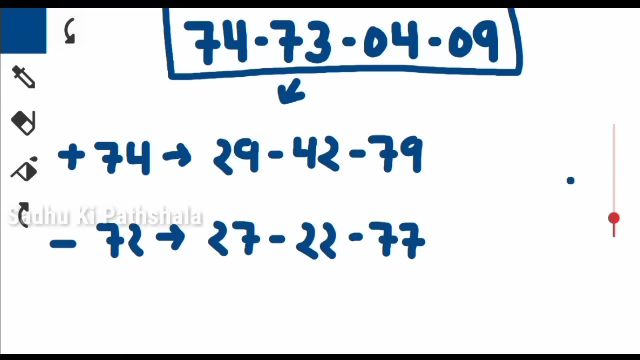 74-73-04-09
+ 74 → 29-42-79
Sadhu Ki Pathshala
- 72 → 27-22-77